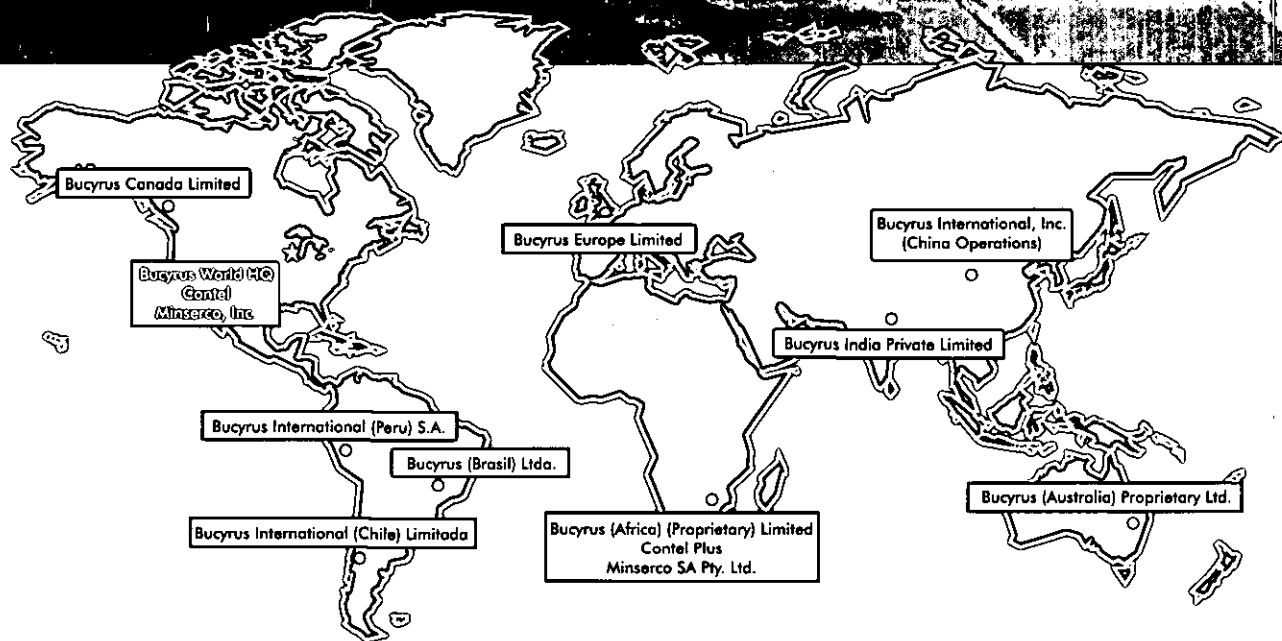 Bucyrus Canada Limited
Bucyrus World HQ
Contel
Minserco, Inc
Bucyrus Europe Limited
Bucyrus International, Inc.
(China Operations)
Bucyrus India Private Limited
Bucyrus International (Peru) S.A.
Bucyrus (Brasil) Ltda.
Bucyrus International (Chile) Limitada
Bucyrus (Africa) (Proprietary) Limited
Contel Plus
Minserco SA Pty. Ltd.
Bucyrus (Australia) Proprietary Ltd.